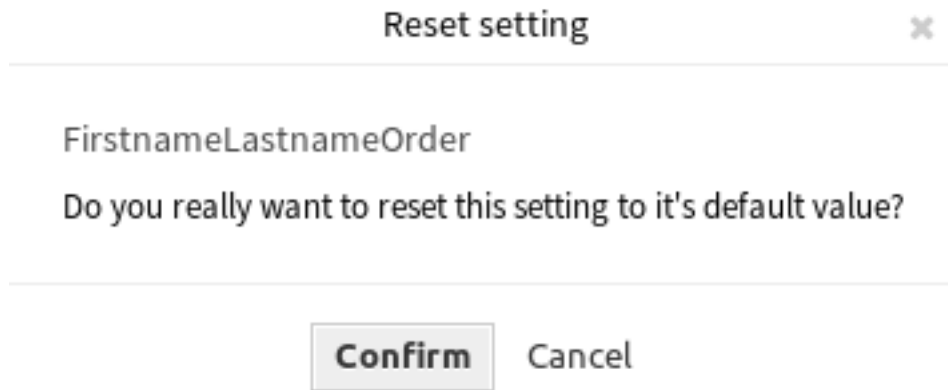 Reset setting
FirstnameLastnameOrder
Do you really want to reset this setting to it's default value?
Confirm Cancel